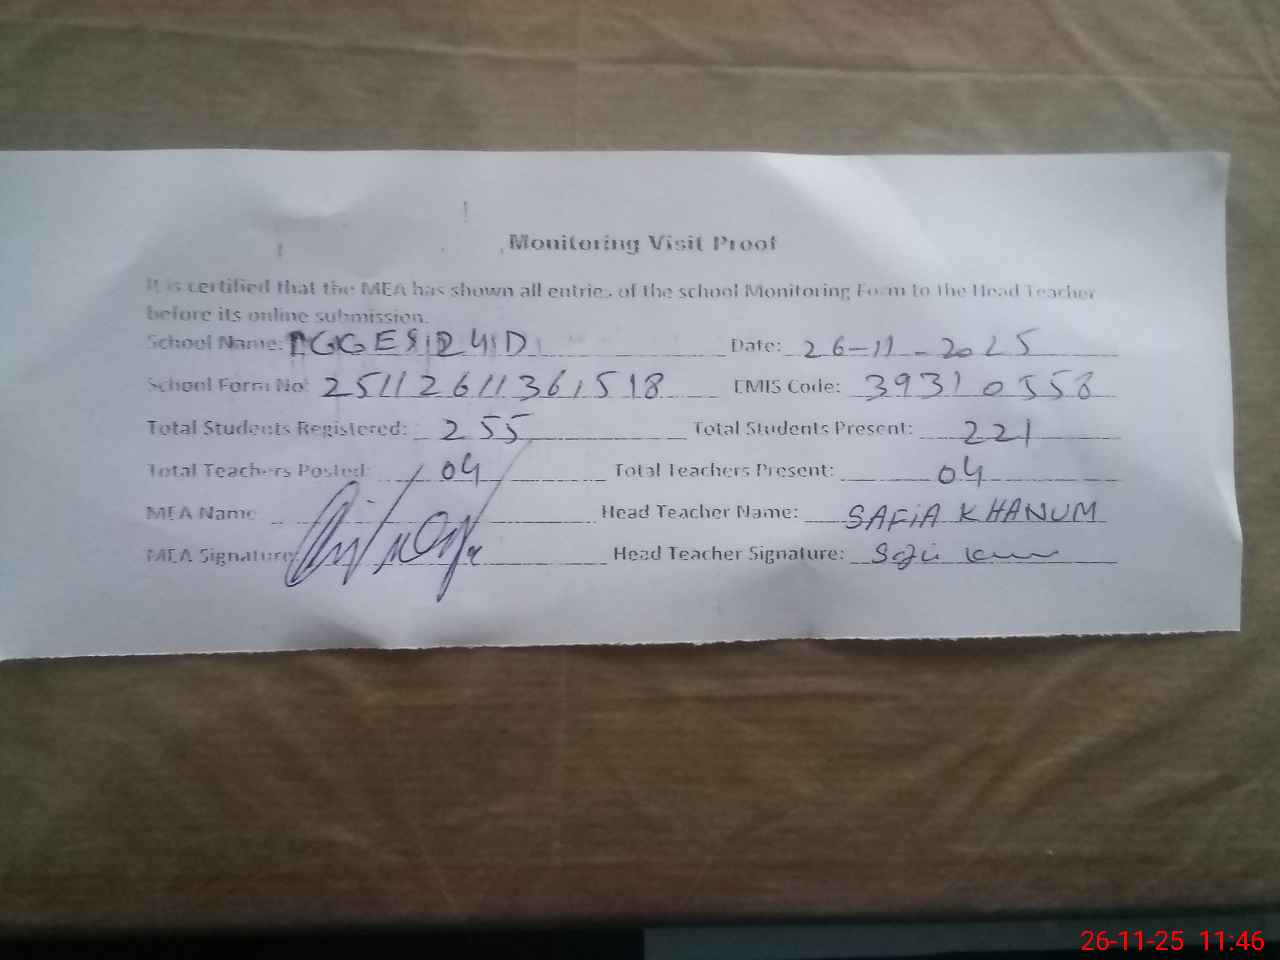 Monitoring Visit Proof
It is certified that the MEA has shown all entries of the school Monitoring Form to the Head Teacher
before its online submission.
School Name: Date: 26-11-2025
School Form No: 25112611361518 EMIS Code: 39310558
Total Students Registered: 255 Total Students Present: 221
Total Teachers Posted: 04 Total Teachers Present: 04
MEA Name Head Teacher Name: SAFiA KHANUM
MEA Signature Head Teacher Signature:
26-11-25 11:46